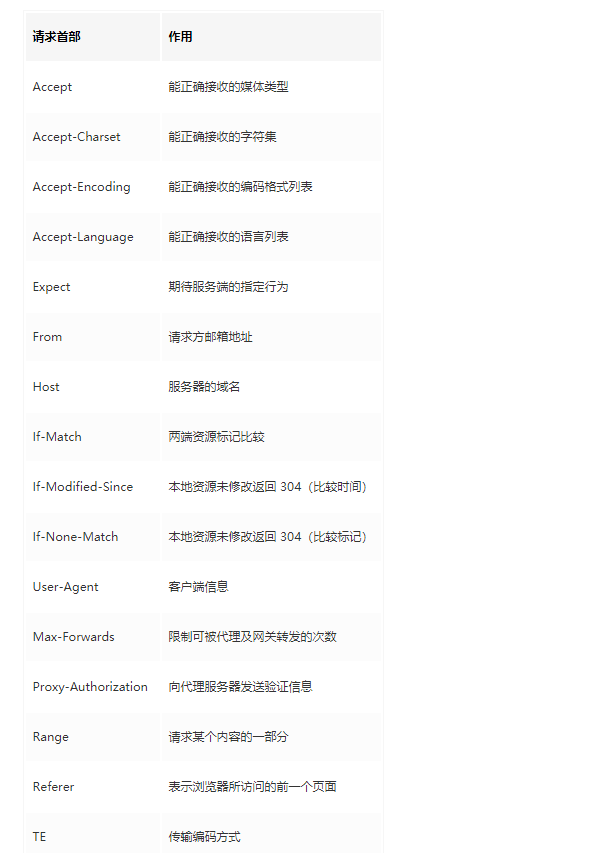 请求首部 作用
Accept 能正确接收的媒体类型
Accept-Charset 能正确接收的字符集
Accept-Encoding 能正确接收的编码格式列表
Accept-Language 能正确接收的语言列表
Expect 期待服务端的指定行为
From 请求方邮箱地址
Host 服务器的域名
If-Match 两端资源标记比较
If-Modified-Since 本地资源未修改返回 304（比较时间）
If-None-Match 本地资源未修改返回 304（比较标记）
User-Agent 客户端信息
Max-Forwards 限制可被代理及网关转发的次数
Proxy-Authorization 向代理服务器发送验证信息
Range 请求某个内容的一部分
Referer 表示浏览器所访问的前一个页面
TE 传输编码方式